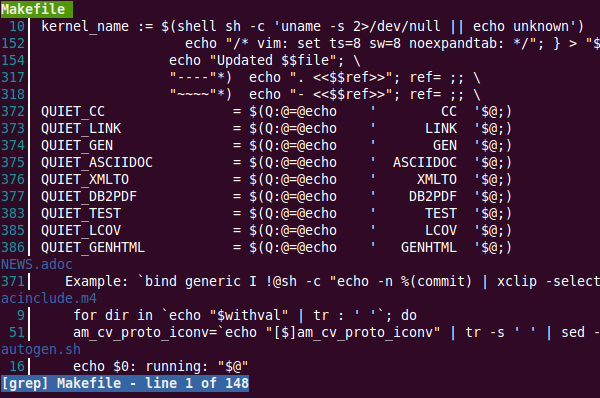 Makefile
10 kernel_name := $(shell sh -c 'uname -s 2>/dev/null || echo unknown')
152 echo "/* vim: set ts=8 sw=8 noexpandtab: */"; } > "$
154 echo "Updated $$file"; \
317 "----"*)  echo ". <<$$ref>>"; ref= ;; \
318 "~~~~"*)  echo "- <<$$ref>>"; ref= ;; \
372 QUIET_CC                = $(Q:@=@echo    '        CC  '$@;)
373 QUIET_LINK              = $(Q:@=@echo    '      LINK  '$@;)
374 QUIET_GEN               = $(Q:@=@echo    '       GEN  '$@;)
375 QUIET_ASCIIDOC          = $(Q:@=@echo    '  ASCIIDOC  '$@;)
376 QUIET_XMLTO             = $(Q:@=@echo    '     XMLTO  '$@;)
377 QUIET_DB2PDF            = $(Q:@=@echo    '    DB2PDF  '$@;)
383 QUIET_TEST              = $(Q:@=@echo    '      TEST  '$@;)
385 QUIET_LCOV              = $(Q:@=@echo    '      LCOV  '$@;)
386 QUIET_GENHTML           = $(Q:@=@echo    '   GENHTML  '$@;)
NEWS.adoc
371 Example: `bind generic I !@sh -c "echo -n %(commit) | xclip -select
acinclude.m4
9 for dir in `echo "$withval" | tr : ' '`; do
51 am_cv_proto_iconv=`echo "[$]am_cv_proto_iconv" | tr -s ' ' | sed -
autogen.sh
16 echo $0: running: "$@"
[grep] Makefile - line 1 of 148